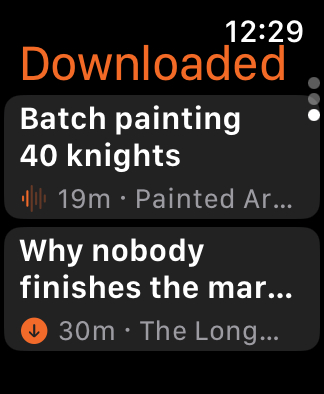 12:29
Downloaded
Batch painting
40 knights
19m · Painted Ar...
Why nobody
finishes the mar...
30m · The Long...